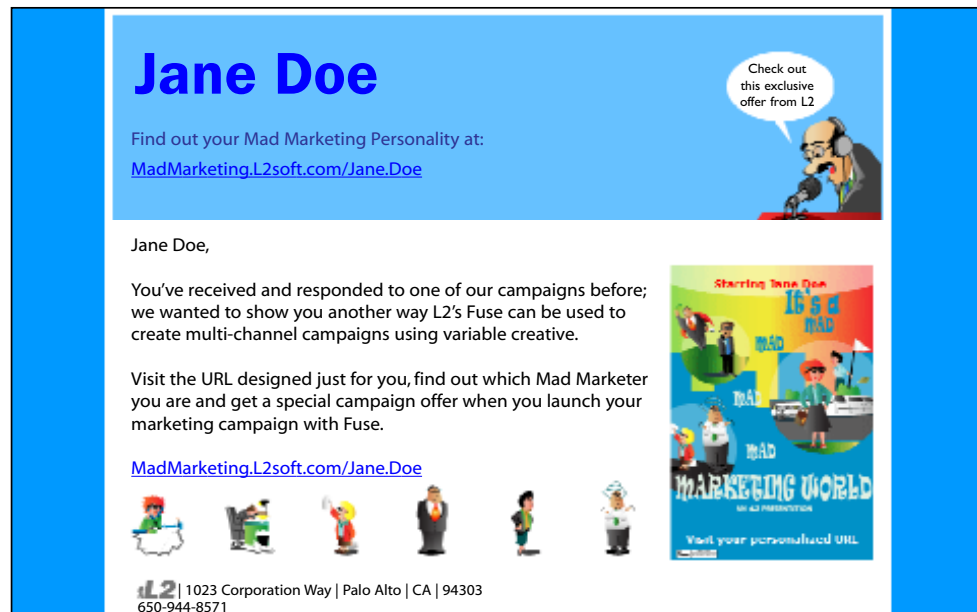 Jane Doe
Check out
this exclusive
offer from L2
Find out your Mad Marketing Personality at:
MadMarketing.L2soft.com/Jane.Doe
Jane Doe,
You've received and responded to one of our campaigns before;
we wanted to show you another way L2's Fuse can be used to
create multi-channel campaigns using variable creative.
Visit the URL designed just for you, find out which Mad Marketer
you are and get a special campaign offer when you launch your
marketing campaign with Fuse.
MadMarketing.L2soft.com/Jane.Doe
Starring Jane Doe
It's a
MAD
MAD
MAD
MAD
MARKETING WORLD
AN L2 PRESENTATION
Visit your personalized URL
L2 | 1023 Corporation Way | Palo Alto | CA | 94303
650-944-8571